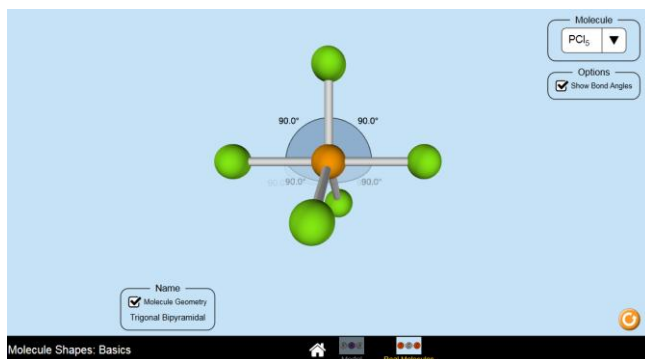 Molecule
PCl₅
Options
Show Bond Angles
90.0°
90.0°
90.0°
90.0°
Name
Molecule Geometry
Trigonal Bipyramidal
Molecule Shapes: Basics
Model
Real Molecules